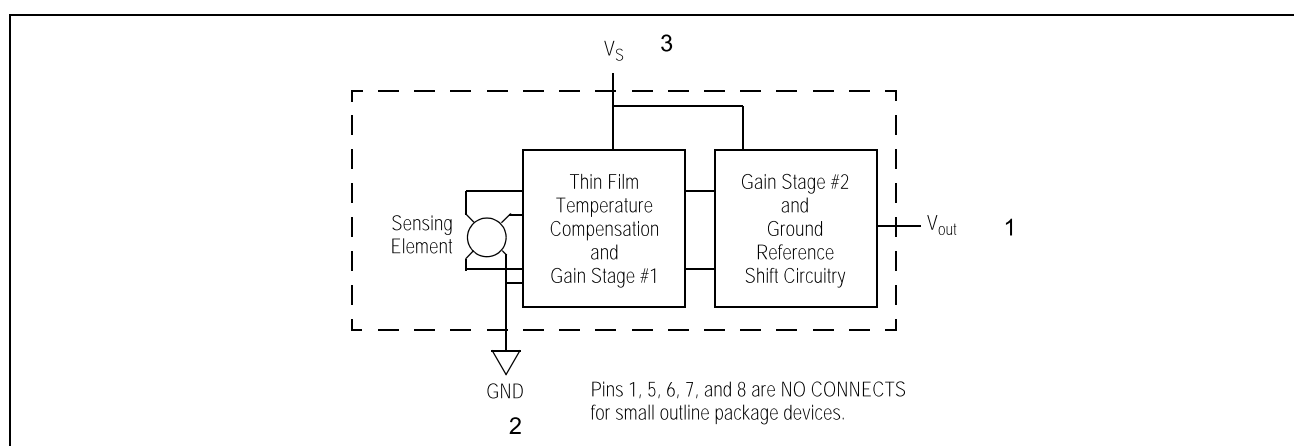 V_S 3
Thin Film
Temperature
Compensation
and
Gain Stage #1
Gain Stage #2
and
Ground
Reference
Shift Circuitry
Sensing
Element
V_out 1
GND
2
Pins 1, 5, 6, 7, and 8 are NO CONNECTS
for small outline package devices.